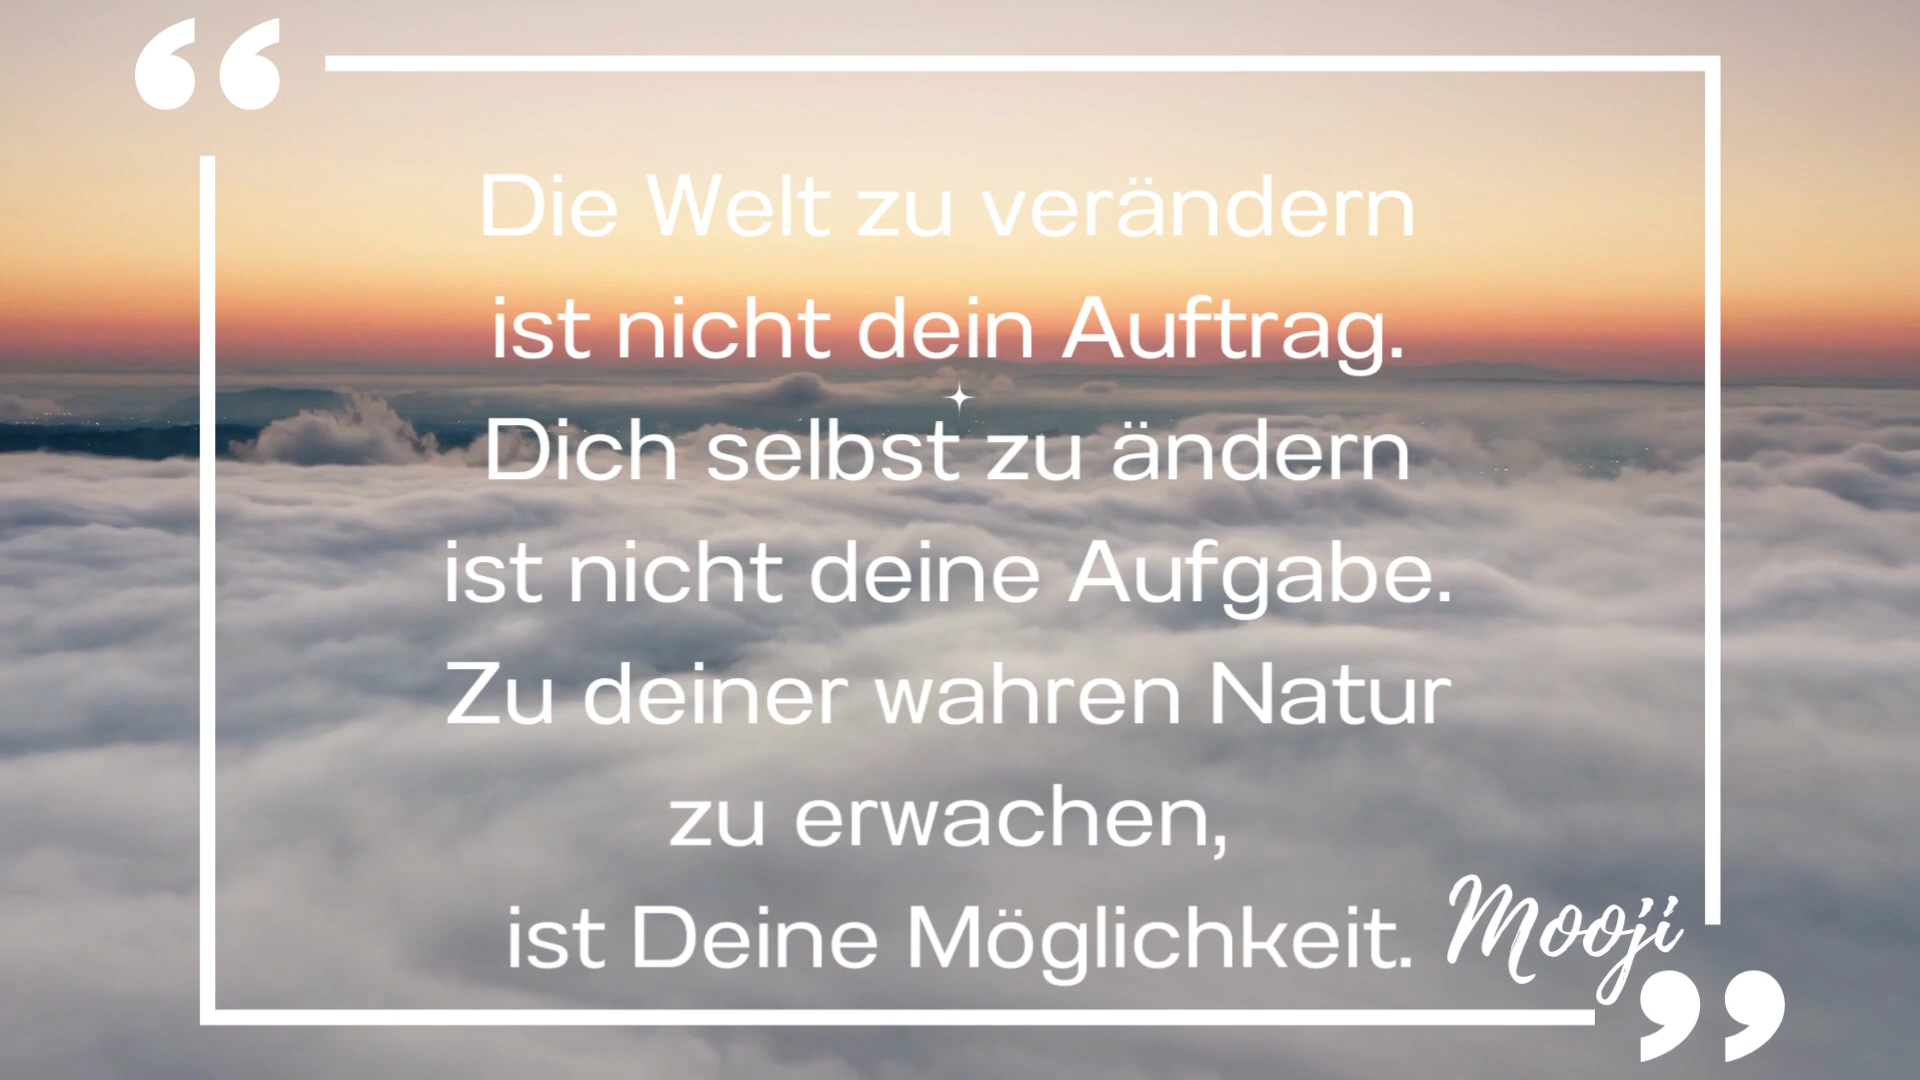 Die Welt zu verändern
ist nicht dein Auftrag.
Dich selbst zu ändern
ist nicht deine Aufgabe.
Zu deiner wahren Natur
zu erwachen,
ist Deine Möglichkeit.
Mooji